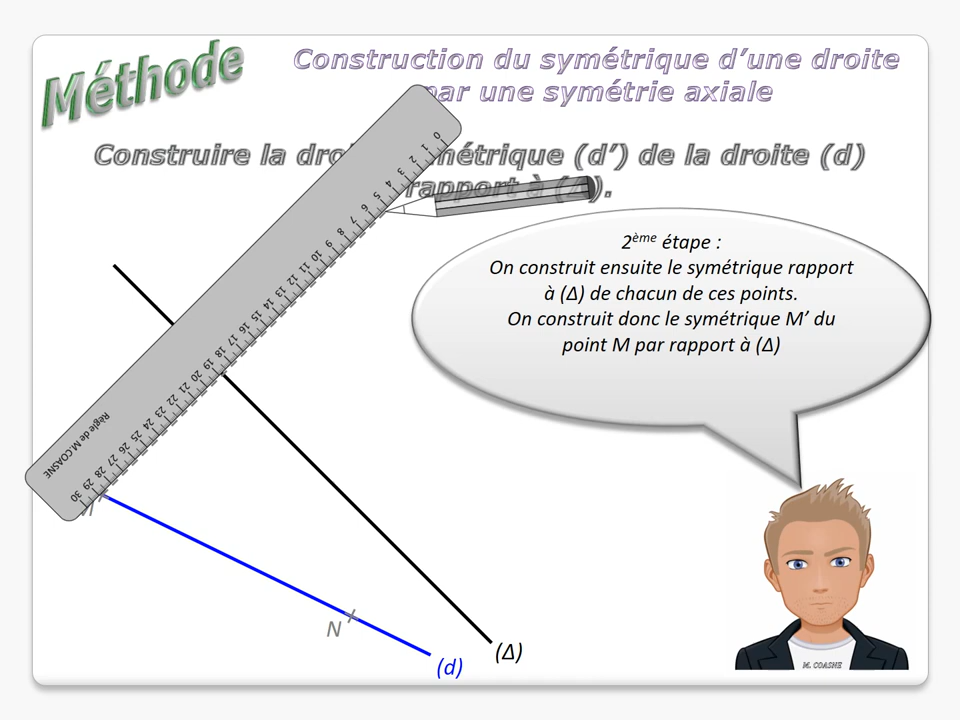 Méthode
Construction du symétrique d’une droite
par une symétrie axiale
Construire la métrique (d’) de la droite (d)
rapport à
2ème étape :
On construit ensuite le symétrique rapport
à (Δ) de chacun de ces points.
On construit donc le symétrique M’ du
point M par rapport à (Δ)
0 1 2 3 4 5 6 7 8 9 10 11 12 13 14 15 16 17 18 19 20 21 22 23 24 25 26 27 28 29 30
Règle de M.COASNE
N
(d)
(Δ)
M. COASNE